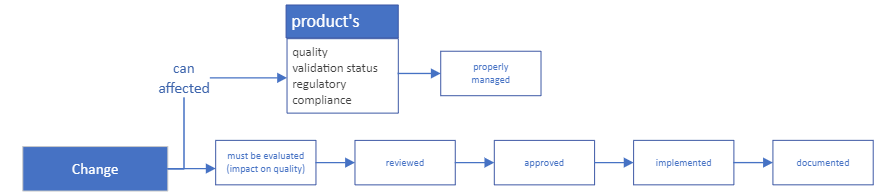 product's
quality
validation status
regulatory
compliance
can
affected
properly
managed
Change
must be evaluated
(impact on quality)
reviewed
approved
implemented
documented